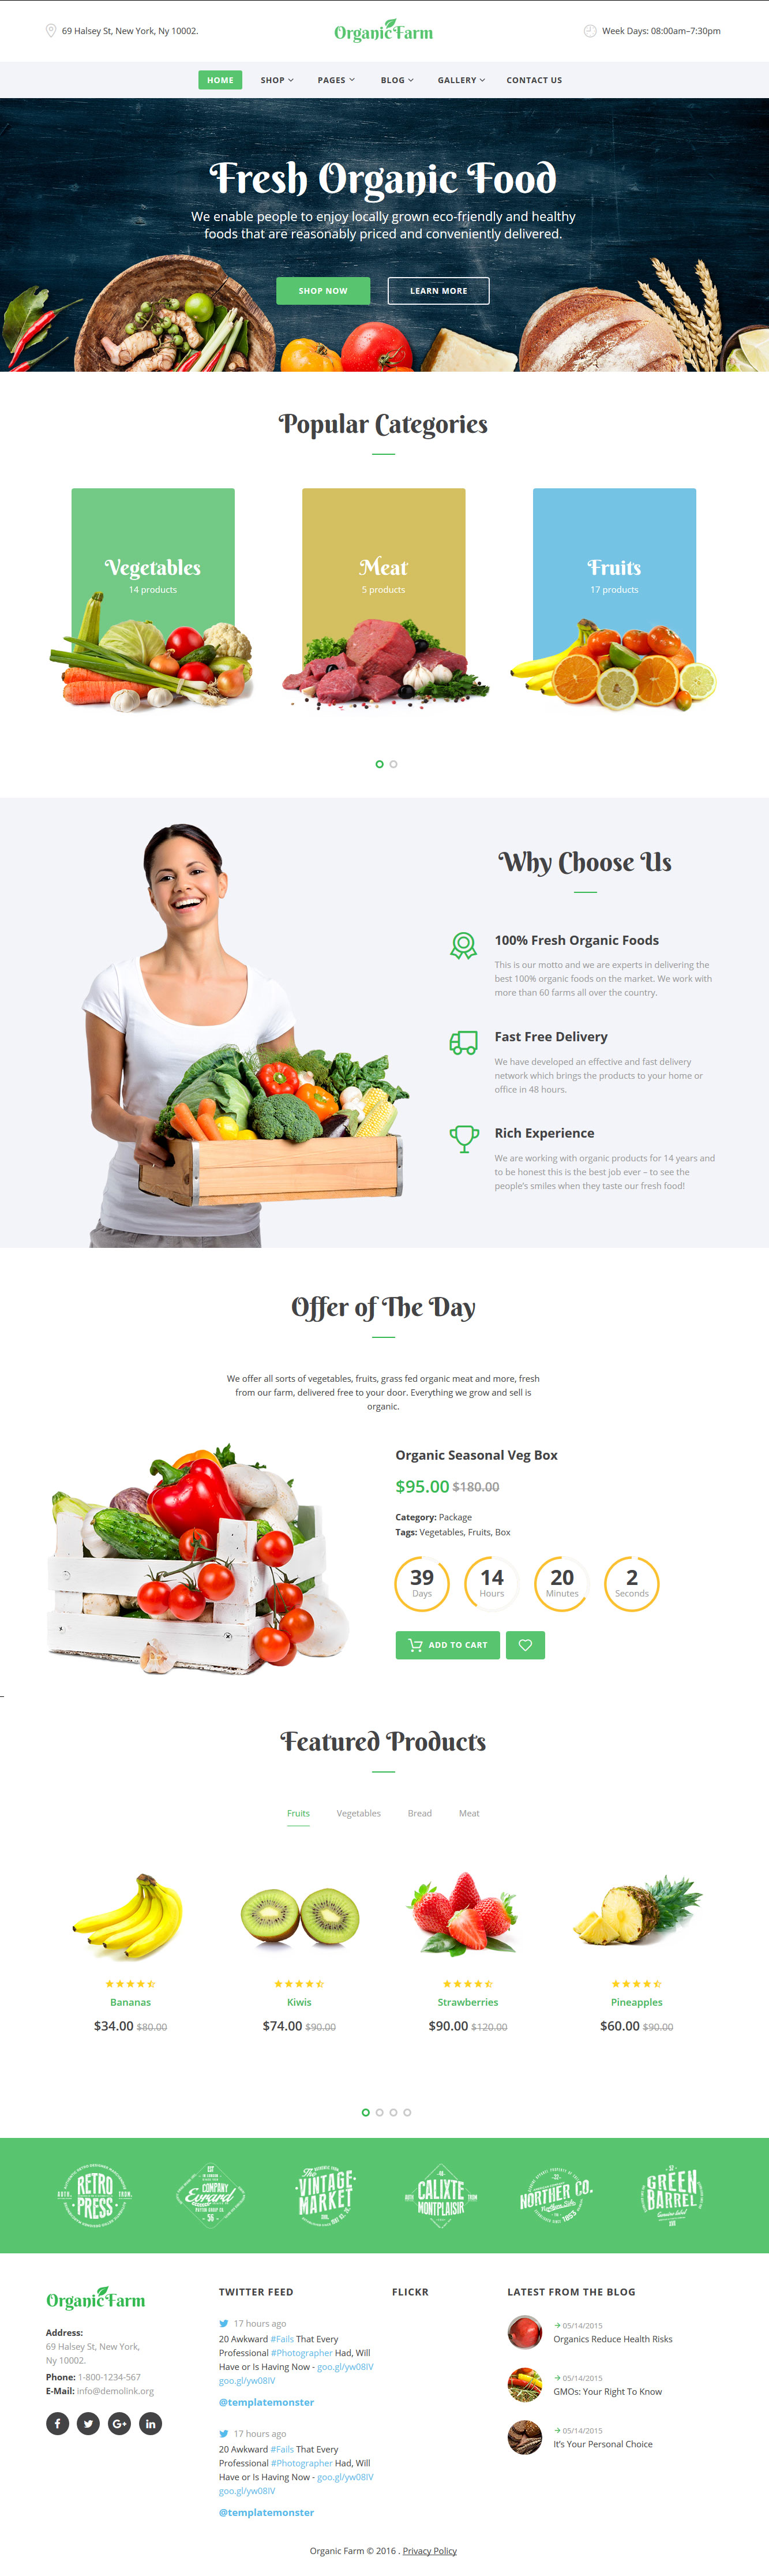 69 Halsey St, New York, Ny 10002.
Organic Farm
Week Days: 08:00am–7:30pm
HOME
SHOP
PAGES
BLOG
GALLERY
CONTACT US
Fresh Organic Food
We enable people to enjoy locally grown eco-friendly and healthy
foods that are reasonably priced and conveniently delivered.
SHOP NOW
LEARN MORE
Popular Categories
Vegetables
14 products
Meat
5 products
Fruits
17 products
Why Choose Us
100% Fresh Organic Foods
This is our motto and we are experts in delivering the
best 100% organic foods on the market. We work with
more than 60 farms all over the country.
Fast Free Delivery
We have developed an effective and fast delivery
network which brings the products to your home or
office in 48 hours.
Rich Experience
We are working with organic products for 14 years and
to be honest this is the best job ever – to see the
people's smiles when they taste our fresh food!
Offer of The Day
We offer all sorts of vegetables, fruits, grass fed organic meat and more, fresh
from our farm, delivered free to your door. Everything we grow and sell is
organic.
Organic Seasonal Veg Box
$95.00 $180.00
Category: Package
Tags: Vegetables, Fruits, Box
39
Days
14
Hours
20
Minutes
2
Seconds
ADD TO CART
Featured Products
Fruits
Vegetables
Bread
Meat
Bananas
$34.00 $80.00
Kiwis
$74.00 $90.00
Strawberries
$90.00 $120.00
Pineapples
$60.00 $90.00
RETRO
PRESS
COMPANY
Evrard
56
The
VINTAGE
MARKET
CALIXTE
MONTPLAISIR
NORTHER CO.
GREEN
BARREL
Organic Farm
Address:
69 Halsey St, New York,
Ny 10002.
Phone: 1-800-1234-567
E-Mail: info@demolink.org
TWITTER FEED
17 hours ago
20 Awkward #Fails That Every
Professional #Photographer Had, Will
Have or Is Having Now - goo.gl/yw08IV
goo.gl/yw08IV
@templatemonster
17 hours ago
20 Awkward #Fails That Every
Professional #Photographer Had, Will
Have or Is Having Now - goo.gl/yw08IV
goo.gl/yw08IV
@templatemonster
FLICKR
LATEST FROM THE BLOG
05/14/2015
Organics Reduce Health Risks
05/14/2015
GMOs: Your Right To Know
05/14/2015
It's Your Personal Choice
Organic Farm © 2016 . Privacy Policy